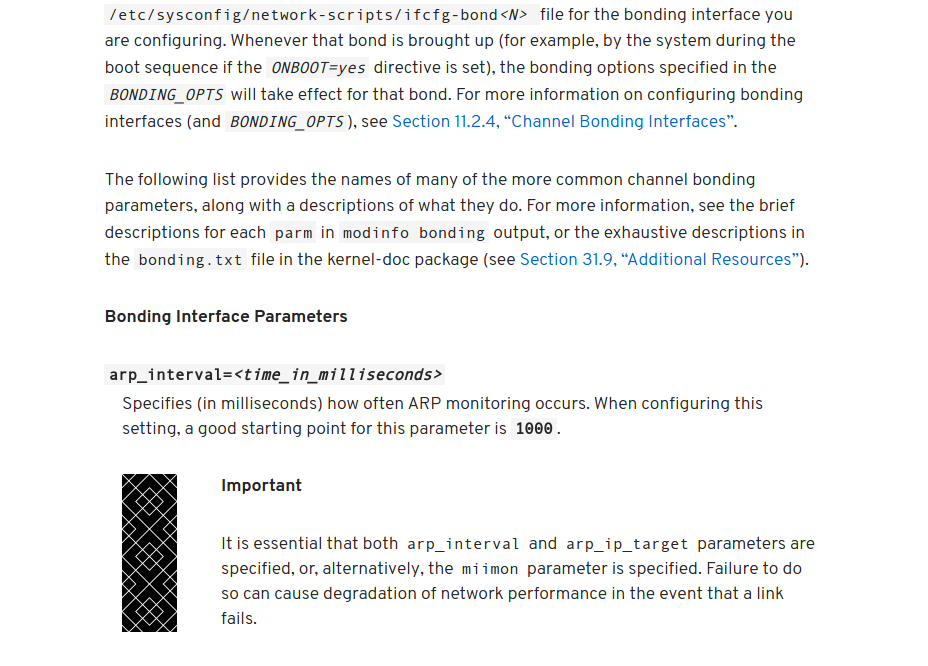 /etc/sysconfig/network-scripts/ifcfg-bond<N> file for the bonding interface you
are configuring. Whenever that bond is brought up (for example, by the system during the
boot sequence if the ONBOOT=yes directive is set), the bonding options specified in the
BONDING_OPTS will take effect for that bond. For more information on configuring bonding
interfaces (and BONDING_OPTS), see Section 11.2.4, “Channel Bonding Interfaces”.
The following list provides the names of many of the more common channel bonding
parameters, along with a descriptions of what they do. For more information, see the brief
descriptions for each parm in modinfo bonding output, or the exhaustive descriptions in
the bonding.txt file in the kernel-doc package (see Section 31.9, “Additional Resources”).
Bonding Interface Parameters
arp_interval=<time_in_milliseconds>
Specifies (in milliseconds) how often ARP monitoring occurs. When configuring this
setting, a good starting point for this parameter is 1000.
Important
It is essential that both arp_interval and arp_ip_target parameters are
specified, or, alternatively, the miimon parameter is specified. Failure to do
so can cause degradation of network performance in the event that a link
fails.